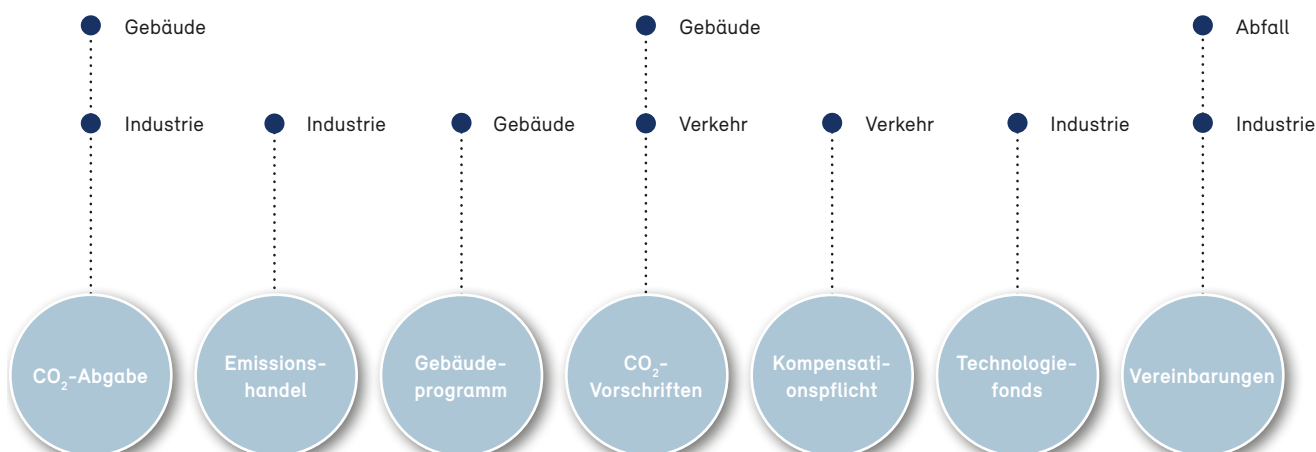 Gebäude
Gebäude
Abfall
Industrie
Industrie
Gebäude
Verkehr
Verkehr
Industrie
Industrie
CO₂-Abgabe
Emissions-
handel
Gebäude-
programm
CO₂-
Vorschriften
Kompensati-
onspflicht
Technologie-
fonds
Vereinbarungen